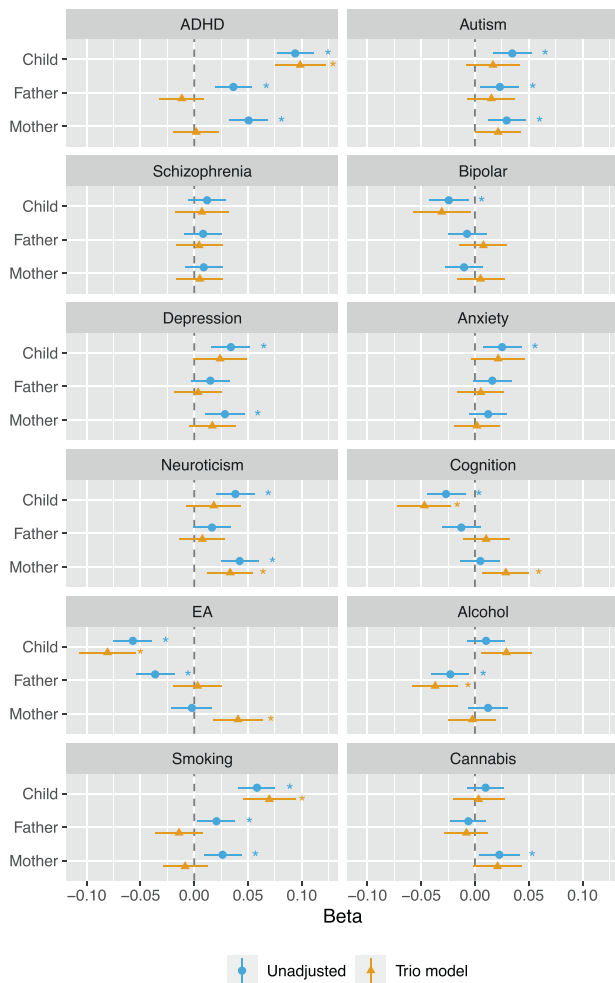 ADHD Autism
Child * * *
Father * *
Mother * *
Schizophrenia Bipolar
Child *
Father
Mother
Depression Anxiety
Child * *
Father
Mother *
Neuroticism Cognition
Child * * *
Father
Mother * * *
EA Alcohol
Child * *
Father * * *
Mother *
Smoking Cannabis
Child * *
Father *
Mother * *
−0.10 −0.05 0.00 0.05 0.10 −0.10 −0.05 0.00 0.05 0.10
Beta
Unadjusted Trio model